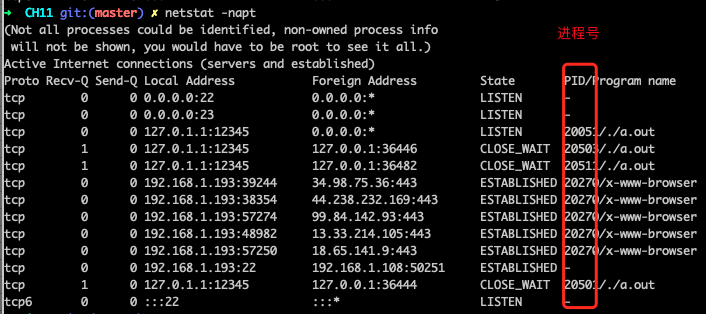 ➜ CH11 git:(master) ✗ netstat -napt
(Not all processes could be identified, non-owned process info
will not be shown, you would have to be root to see it all.)
进程号
Active Internet connections (servers and established)
Proto Recv-Q Send-Q Local Address Foreign Address State PID/Program name
tcp 0 0 0.0.0.0:22 0.0.0.0:* LISTEN -
tcp 0 0 0.0.0.0:23 0.0.0.0:* LISTEN -
tcp 0 0 127.0.1.1:12345 0.0.0.0:* LISTEN 20051/./a.out
tcp 1 0 127.0.1.1:12345 127.0.0.1:36446 CLOSE_WAIT 20503/./a.out
tcp 1 0 127.0.1.1:12345 127.0.0.1:36482 CLOSE_WAIT 20511/./a.out
tcp 0 0 192.168.1.193:39244 34.98.75.36:443 ESTABLISHED 20270/x-www-browser
tcp 0 0 192.168.1.193:38354 44.238.232.169:443 ESTABLISHED 20270/x-www-browser
tcp 0 0 192.168.1.193:57274 99.84.142.93:443 ESTABLISHED 20270/x-www-browser
tcp 0 0 192.168.1.193:48982 13.33.214.105:443 ESTABLISHED 20270/x-www-browser
tcp 0 0 192.168.1.193:57250 18.65.141.9:443 ESTABLISHED 20270/x-www-browser
tcp 0 0 192.168.1.193:22 192.168.1.108:50251 ESTABLISHED -
tcp 1 0 127.0.1.1:12345 127.0.0.1:36444 CLOSE_WAIT 20501/./a.out
tcp6 0 0 :::22 :::* LISTEN -